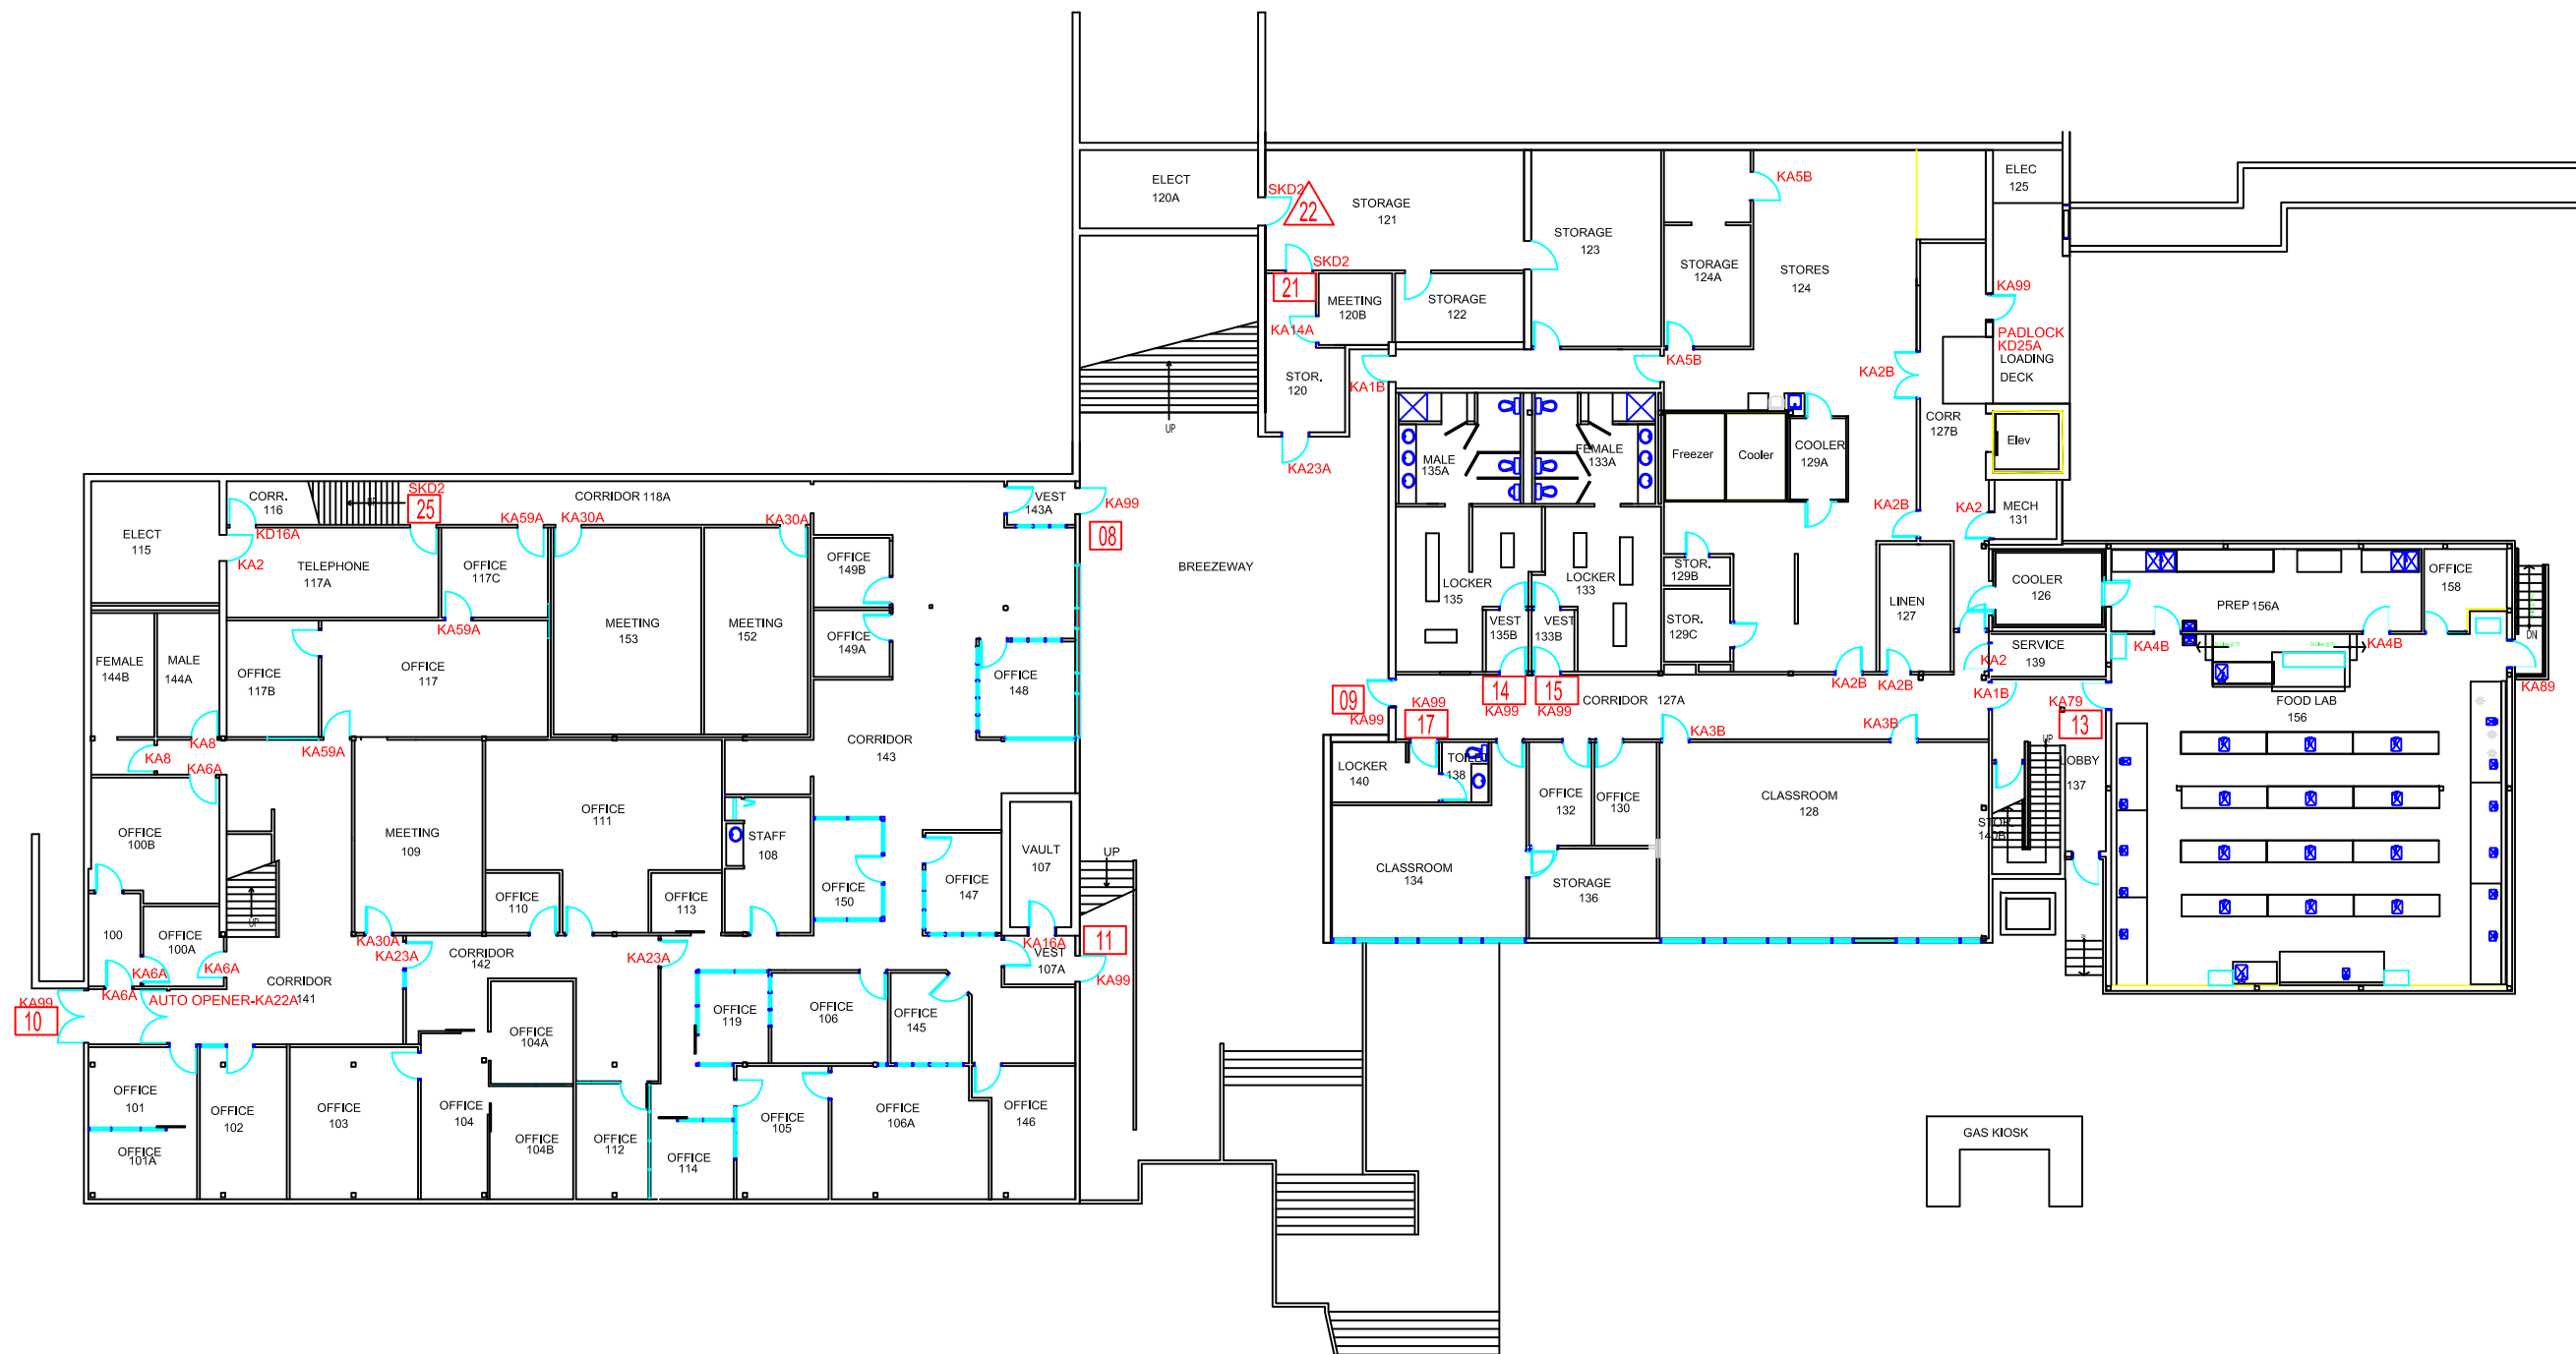 ELECT
120A
SKD2
22
STORAGE
121
SKD2
21
MEETING
120B
KA14A
STOR.
120
KA23A
STORAGE
122
KA1B
STORAGE
123
STORAGE
124A
KA5B
KA5B
STORES
124
ELEC
125
KA99
PADLOCK
KD25A
LOADING
DECK
KA2B
CORR
127B
Elev
UP
MALE
135A
FEMALE
133A
Freezer
Cooler
COOLER
129A
KA2B
KA2
MECH
131
ELECT
115
CORR.
116
KD16A
KA2
SKD2
25
CORRIDOR 118A
KA59A
KA30A
KA30A
VEST
143A
KA99
08
BREEZEWAY
TELEPHONE
117A
OFFICE
117C
KA59A
MEETING
153
MEETING
152
OFFICE
149B
OFFICE
149A
OFFICE
148
LOCKER
135
LOCKER
133
VEST
135B
VEST
133B
STOR.
129B
STOR.
129C
LINEN
127
COOLER
126
PREP 156A
OFFICE
158
DN
SERVICE
139
KA2
KA4B
KA4B
FEMALE
144B
MALE
144A
OFFICE
117B
OFFICE
117
KA8
KA8
KA6A
KA59A
CORRIDOR
143
09
KA99
KA99
17
14
KA99
15
KA99
CORRIDOR 127A
KA2B
KA2B
KA1B
KA3B
KA3B
KA79
13
KA89
FOOD LAB
156
UP
LOBBY
137
LOCKER
140
138
OFFICE
132
OFFICE
130
CLASSROOM
128
STOR.
140B
CLASSROOM
134
STORAGE
136
OFFICE
100B
MEETING
109
OFFICE
111
STAFF
108
OFFICE
150
OFFICE
147
VAULT
107
UP
OFFICE
110
OFFICE
113
100
OFFICE
100A
UP
KA6A
KA6A
KA6A
KA30A
KA23A
CORRIDOR
142
KA23A
KA16A
11
VEST
107A
KA99
CORRIDOR
141
AUTO OPENER-KA22A
KA99
10
OFFICE
104A
OFFICE
119
OFFICE
106
OFFICE
145
OFFICE
101
OFFICE
101A
OFFICE
102
OFFICE
103
OFFICE
104
OFFICE
104B
OFFICE
112
OFFICE
114
OFFICE
105
OFFICE
106A
OFFICE
146
GAS KIOSK